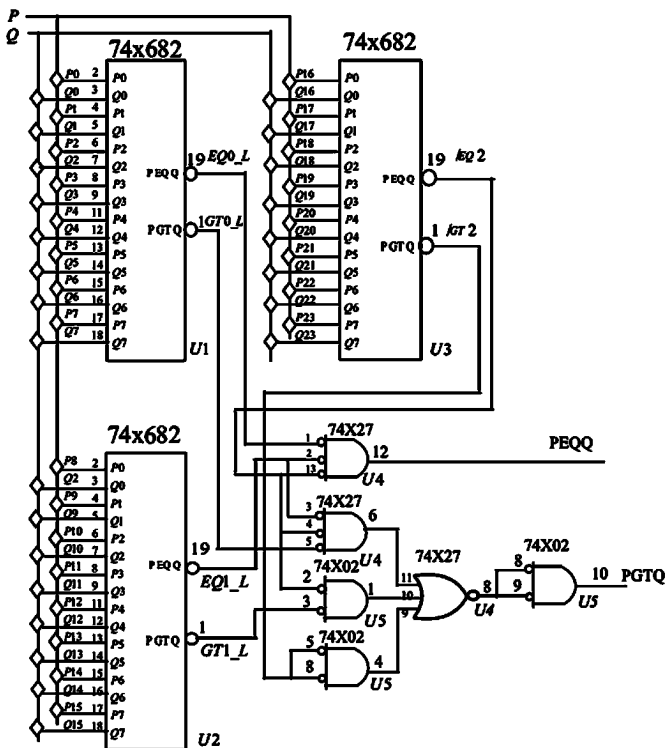 P
Q
74x682
P0 2 P0
Q0 3 Q0
P1 4 P1
Q1 5 Q1
P2 6 P2
Q2 7 Q2
P3 8 P3
Q3 9 Q3
P4 11 P4
Q4 12 Q4
P5 13 P5
Q5 14 Q5
P6 15 P6
Q6 16 Q6
P7 17 P7
Q7 18 Q7
PEQQ 19 EQ0_L
PGTQ 1 GT0_L
U1
74x682
P16 P0
Q16 Q0
P17 P1
Q17 Q1
P18 P2
Q18 Q2
P19 P3
Q19 Q3
P20 P4
Q20 Q4
P21 P5
Q21 Q5
P22 P6
Q22 Q6
P23 P7
Q23 Q7
PEQQ 19 /EQ 2
PGTQ 1 /GT 2
U3
74x682
P8 2 P0
Q2 3 Q0
P9 4 P1
Q9 5 Q1
P10 6 P2
Q10 7 Q2
P11 8 P3
Q11 9 Q3
P12 11 P4
Q12 12 Q4
P13 13 P5
Q13 14 Q5
P14 15 P6
Q14 16 Q6
P15 17 P7
Q15 18 Q7
PEQQ 19 EQ1_L
PGTQ 1 GT1_L
U2
74X27
1
2
13
12
U4
PEQQ
74X27
3
4
5
6
U4
74X02
2
3
1
U5
74X02
5
8
4
U5
74X27
11
10
9
8
U4
74X02
8
9
10
U5
PGTQ